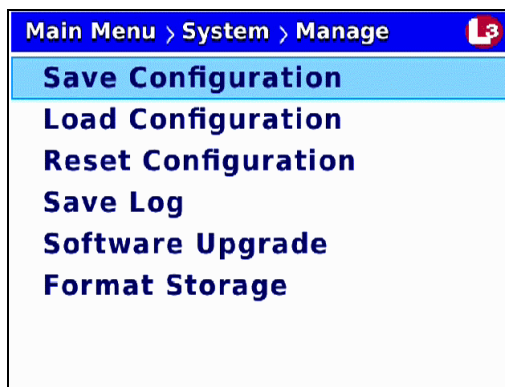 Main Menu > System > Manage L3
Save Configuration
Load Configuration
Reset Configuration
Save Log
Software Upgrade
Format Storage